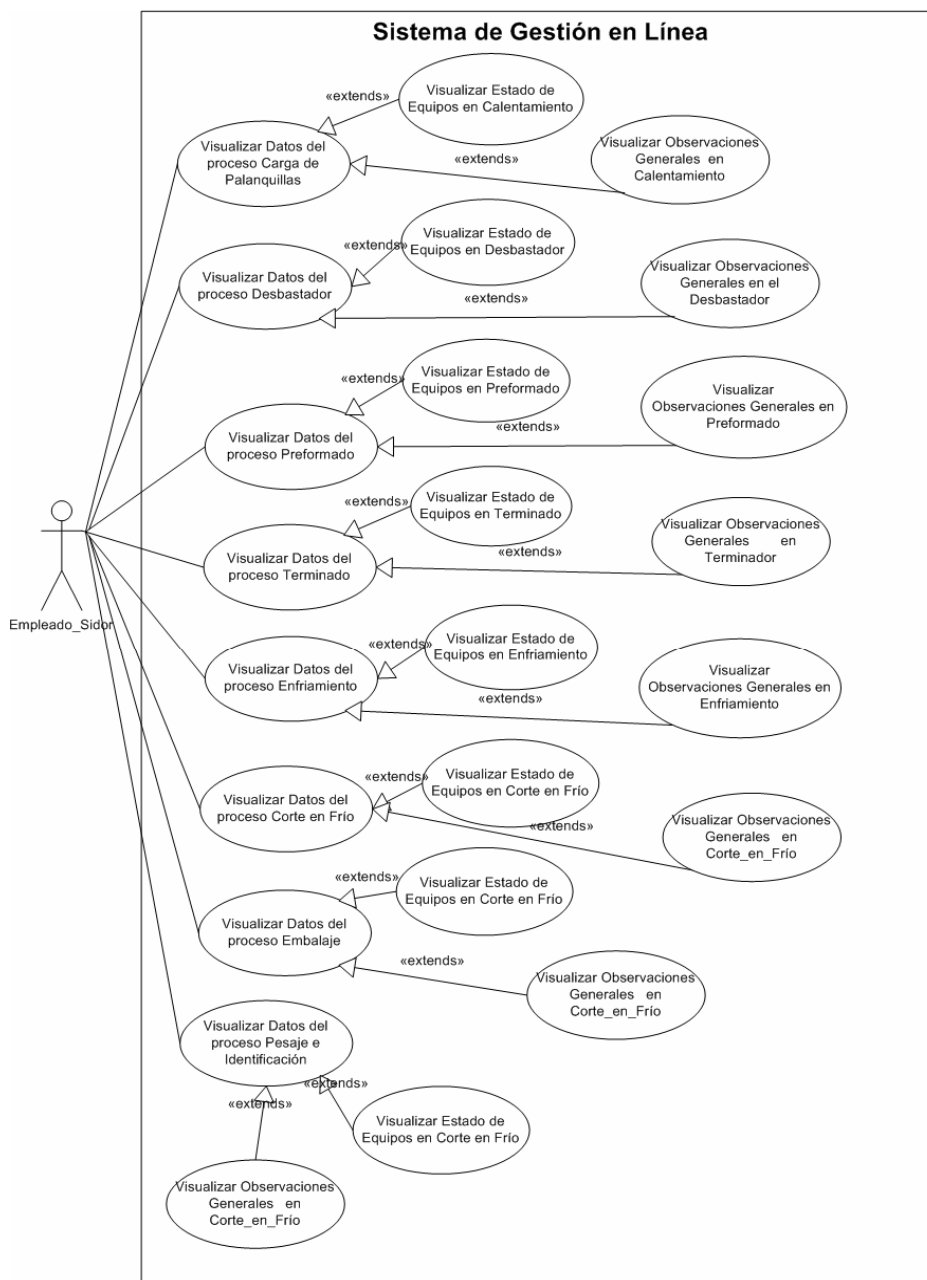 Sistema de Gestión en Línea
Visualizar Estado de
Equipos en Calentamiento
«extends»
Visualizar Datos del
proceso Carga de
Palanquillas
«extends»
Visualizar Observaciones
Generales en
Calentamiento
Visualizar Estado de
Equipos en Desbastador
«extends»
Visualizar Datos del
proceso Desbastador
«extends»
Visualizar Observaciones
Generales en el
Desbastador
Visualizar Estado de
Equipos en Preformado
«extends»
Visualizar Datos del
proceso Preformado
«extends»
Visualizar
Observaciones Generales en
Preformado
Visualizar Estado de
Equipos en Terminado
«extends»
Visualizar Datos del
proceso Terminado
«extends»
Visualizar Observaciones
Generales en
Terminador
Empleado_Sidor
Visualizar Estado de
Equipos en Enfriamiento
«extends»
Visualizar Datos del
proceso Enfriamiento
«extends»
Visualizar
Observaciones Generales en
Enfriamiento
Visualizar Estado de
Equipos en Corte en Frío
«extends»
Visualizar Datos del
proceso Corte en Frío
«extends»
Visualizar Observaciones
Generales en
Corte_en_Frío
Visualizar Estado de
Equipos en Corte en Frío
«extends»
Visualizar Datos del
proceso Embalaje
«extends»
Visualizar Observaciones
Generales en
Corte_en_Frío
Visualizar Datos del
proceso Pesaje e
Identificación
«extends»
«extends»
Visualizar Estado de
Equipos en Corte en Frío
Visualizar Observaciones
Generales en
Corte_en_Frío